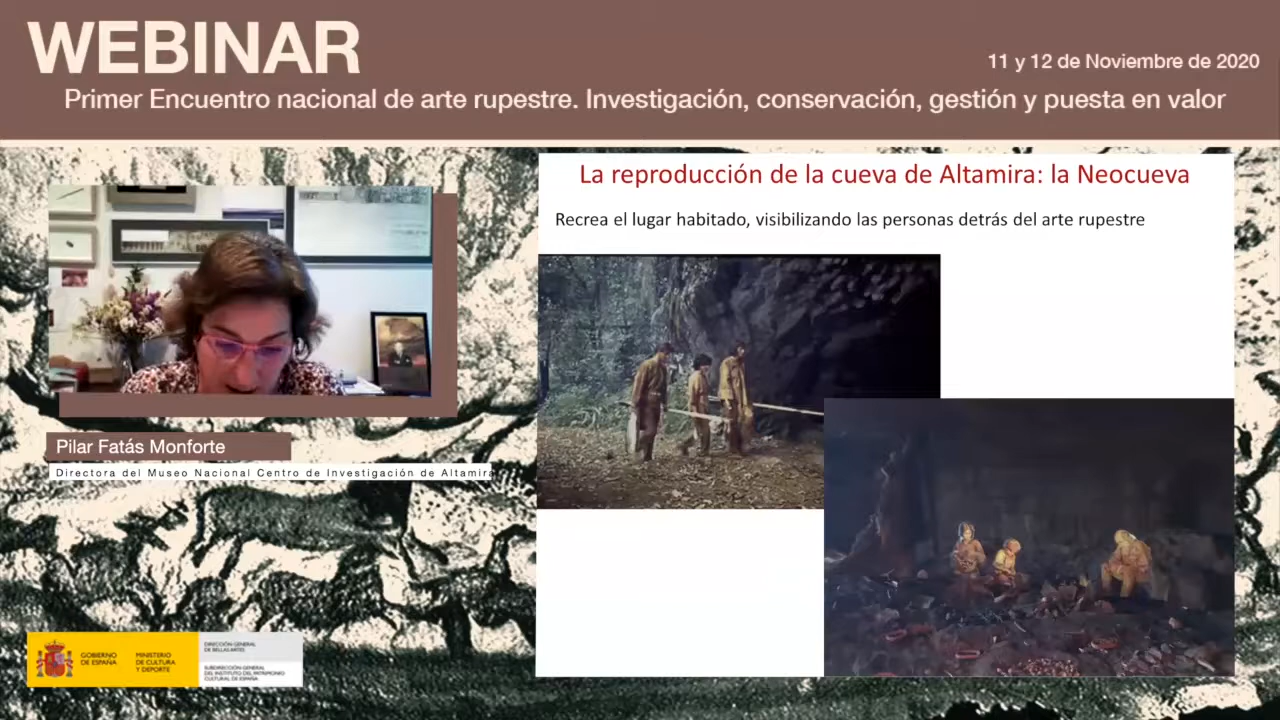 WEBINAR
11 y 12 de Noviembre de 2020
Primer Encuentro nacional de arte rupestre. Investigación, conservación, gestión y puesta en valor
La reproducción de la cueva de Altamira: la Neocueva
Recrea el lugar habitado, visibilizando las personas detrás del arte rupestre
Pilar Fatás Monforte
Directora del Museo Nacional Centro de Investigación de Altamira
GOBIERNO
DE ESPAÑA
MINISTERIO
DE CULTURA
Y DEPORTE
DIRECCIÓN GENERAL
DE BELLAS ARTES
SUBDIRECCIÓN GENERAL
DEL INSTITUTO DEL PATRIMONIO
CULTURAL DE ESPAÑA